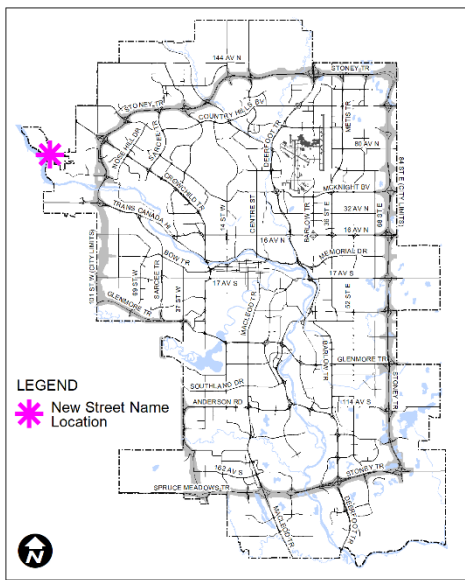 144 AV N
STONEY TR
STONEY TR
COUNTRY HILLS BV
METIS TR
DEERFOOT TR
NOSE HILL DR
SARCEE TR
80 AV N
CROWCHILD TR
MCKNIGHT BV
84 ST E (CITY LIMITS)
14 ST W
CENTRE ST
BARLOW TR
36 ST E
32 AV N
68 ST E
TRANS CANADA HI
16 AV N
16 AV N
MEMORIAL DR
BOW TR
17 AV S
17 AV S
101 ST W (CITY LIMITS)
69 ST W
SARCEE TR
37 ST W
MACLEOD TR
52 ST E
GLENMORE TR
BARLOW TR
GLENMORE TR
LEGEND
New Street Name
Location
SOUTHLAND DR
ANDERSON RD
114 AV S
STONEY TR
162 AV S
STONEY TR
SPRUCE MEADOWS TR
MACLEOD TR
DEERFOOT TR
N